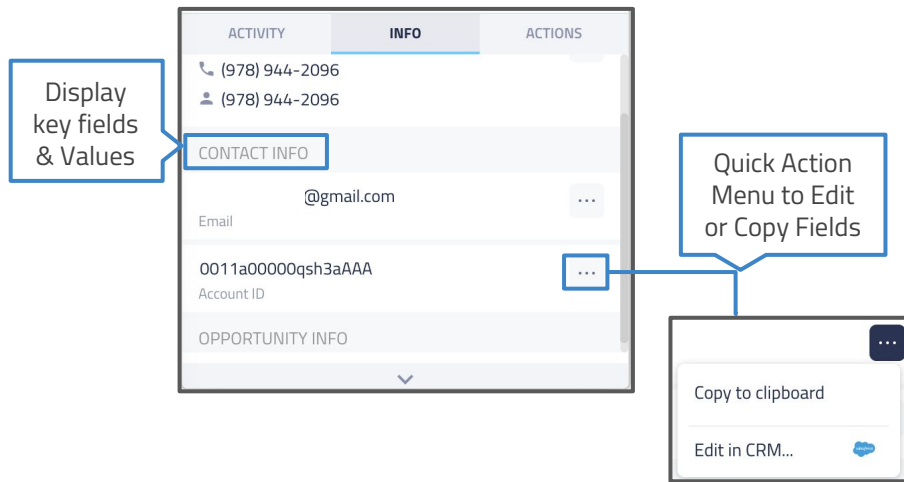 ACTIVITY
INFO
ACTIONS
(978) 944-2096
(978) 944-2096
Display
key fields
& Values
CONTACT INFO
@gmail.com
Email
Quick Action
Menu to Edit
or Copy Fields
0011a00000qsh3aAAA
Account ID
OPPORTUNITY INFO
Copy to clipboard
Edit in CRM...